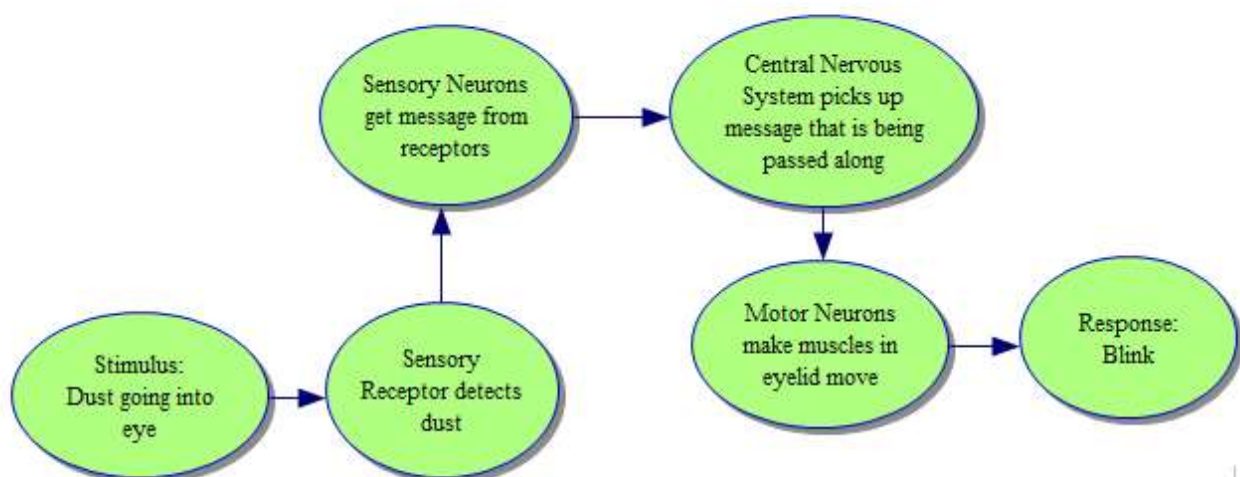 Stimulus:
Dust going into
eye
Sensory
Receptor detects
dust
Sensory Neurons
get message from
receptors
Central Nervous
System picks up
message that is being
passed along
Motor Neurons
make muscles in
eyelid move
Response:
Blink